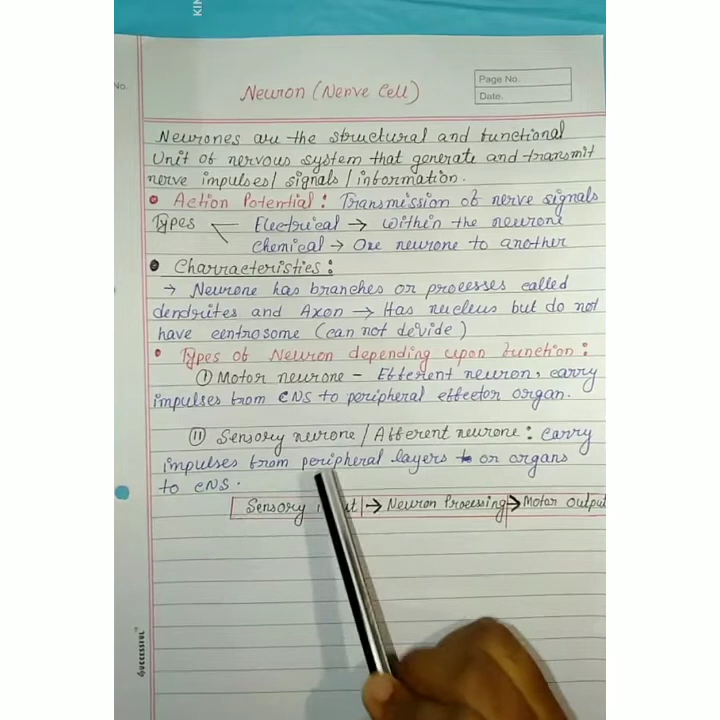 KIN
No.
Neuron (Nerve Cell)
Page No.
Date.
Neurones are the structural and functional
Unit of nervous system that generate and transmit
nerve impulses/ signals / information.
• Action Potential : Transmission of nerve signals
Types Electrical → Within the neurone
Chemical → One neurone to another
• Charracteristies :
→ Neurone has branches or processes called
dendrites and Axon → Has nucleus but do not
have centrosome (can not devide)
• Types of Neuron depending upon function :
(I) Motor neurone - Efferent neuron, carry
impulses from CNS to peripheral effector organ.
(II) Sensory neurone / Afferent neurone : Carry
impulses from peripheral layers or organs
to CNS.
Sensory → Neuron Processing → Motor Output
SUCCESSFUL